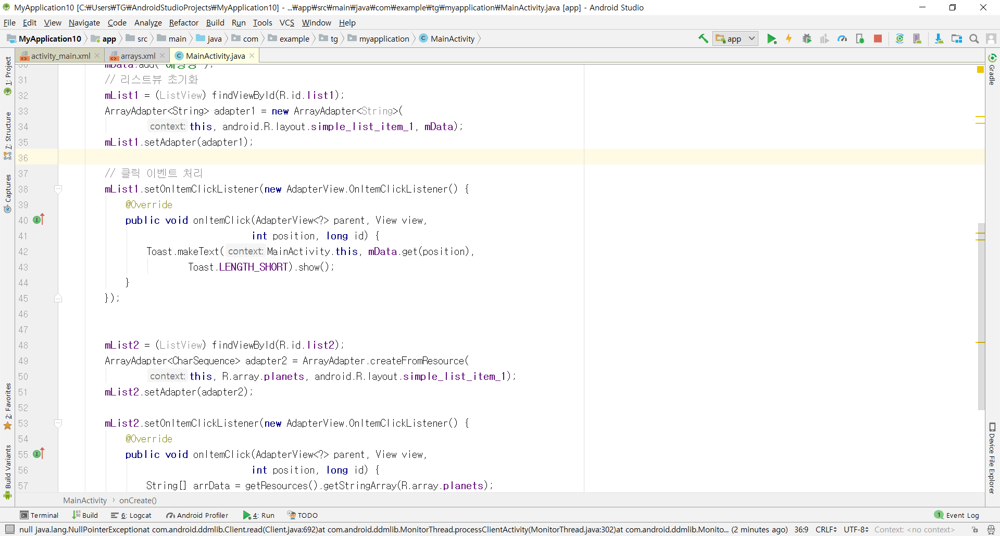 MyApplication10 [C:₩Users₩TG₩AndroidStudioProjects₩MyApplication10] - ...₩app₩src₩main₩java₩com₩example₩tg₩myapplication₩MainActivity.java [app] - Android Studio
File Edit View Navigate Code Analyze Refactor Build Run Tools VCS Window Help
MyApplication10 app src main java com example tg myapplication MainActivity app
activity_main.xml arrays.xml MainActivity.java
30 mData.add("해왕성");
31 // 리스트뷰 초기화
32 mList1 = (ListView) findViewById(R.id.list1);
33 ArrayAdapter<String> adapter1 = new ArrayAdapter<String>(
34 context: this, android.R.layout.simple_list_item_1, mData);
35 mList1.setAdapter(adapter1);
36
37 // 클릭 이벤트 처리
38 mList1.setOnItemClickListener(new AdapterView.OnItemClickListener() {
39 @Override
40 public void onItemClick(AdapterView<?> parent, View view,
41 int position, long id) {
42 Toast.makeText( context: MainActivity.this, mData.get(position),
43 Toast.LENGTH_SHORT).show();
44 }
45 });
46
47
48 mList2 = (ListView) findViewById(R.id.list2);
49 ArrayAdapter<CharSequence> adapter2 = ArrayAdapter.createFromResource(
50 context: this, R.array.planets, android.R.layout.simple_list_item_1);
51 mList2.setAdapter(adapter2);
52
53 mList2.setOnItemClickListener(new AdapterView.OnItemClickListener() {
54 @Override
55 public void onItemClick(AdapterView<?> parent, View view,
56 int position, long id) {
57 String[] arrData = getResources().getStringArray(R.array.planets);
1: Project
7: Structure
Captures
2: Favorites
Build Variants
Gradle
Device File Explorer
MainActivity › onCreate()
Terminal Build 6: Logcat Android Profiler 4: Run TODO 1 Event Log
null java.lang.NullPointerExceptionat com.android.ddmlib.Client.read(Client.java:692)at com.android.ddmlib.MonitorThread.processClientActivity(MonitorThread.java:302)at com.android.ddmlib.Monito... (2 minutes ago) 36:9 CRLF UTF-8 Context: <no context>